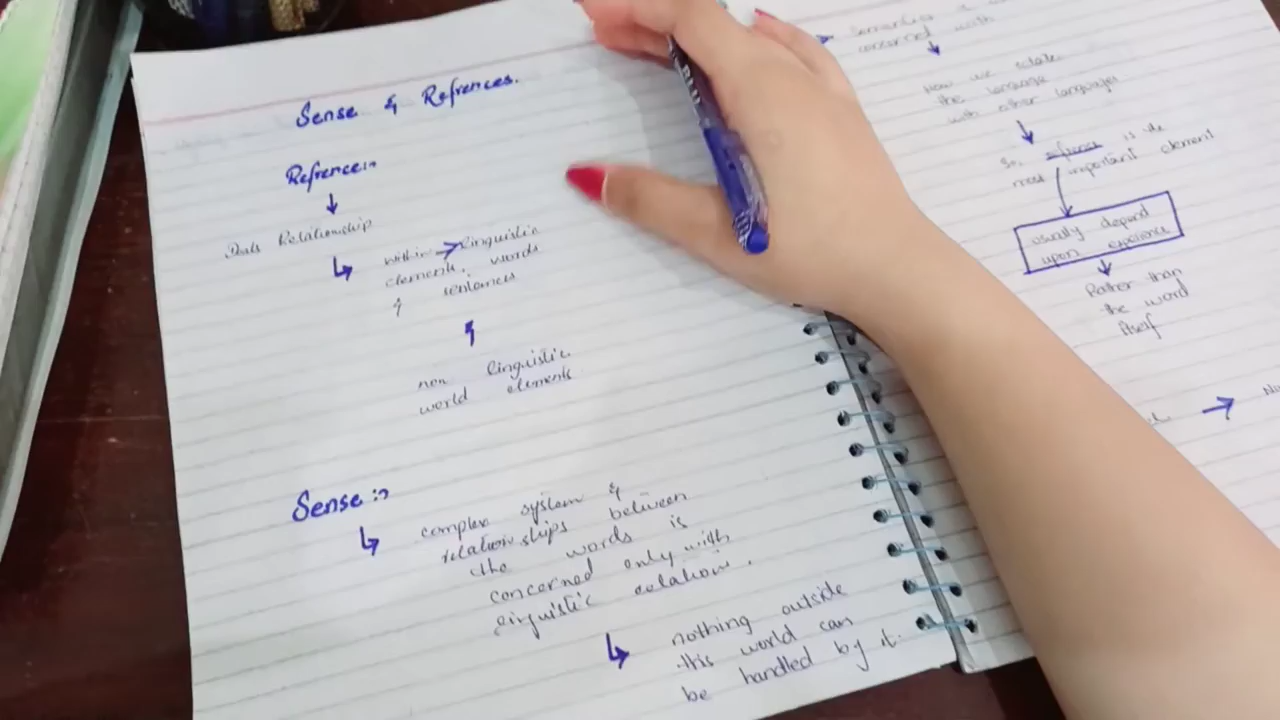 Sense & Refrences.
Refrence:-
↓
Deals Relationship
↳ within → linguistic
elements, words
& sentences
&
non linguistic
world elements
Sense :-
↳ complex system &
relationships between
the words is
concerned only with
linguistic relation.
↳ nothing outside
this world can
be handled by it.
→ Semantics is
concerned with
↓
How we relate
the language
with other languages
↓
So, refrence is the
most important element
usually depend
upon experience
↓
Rather than
the word
itself
→